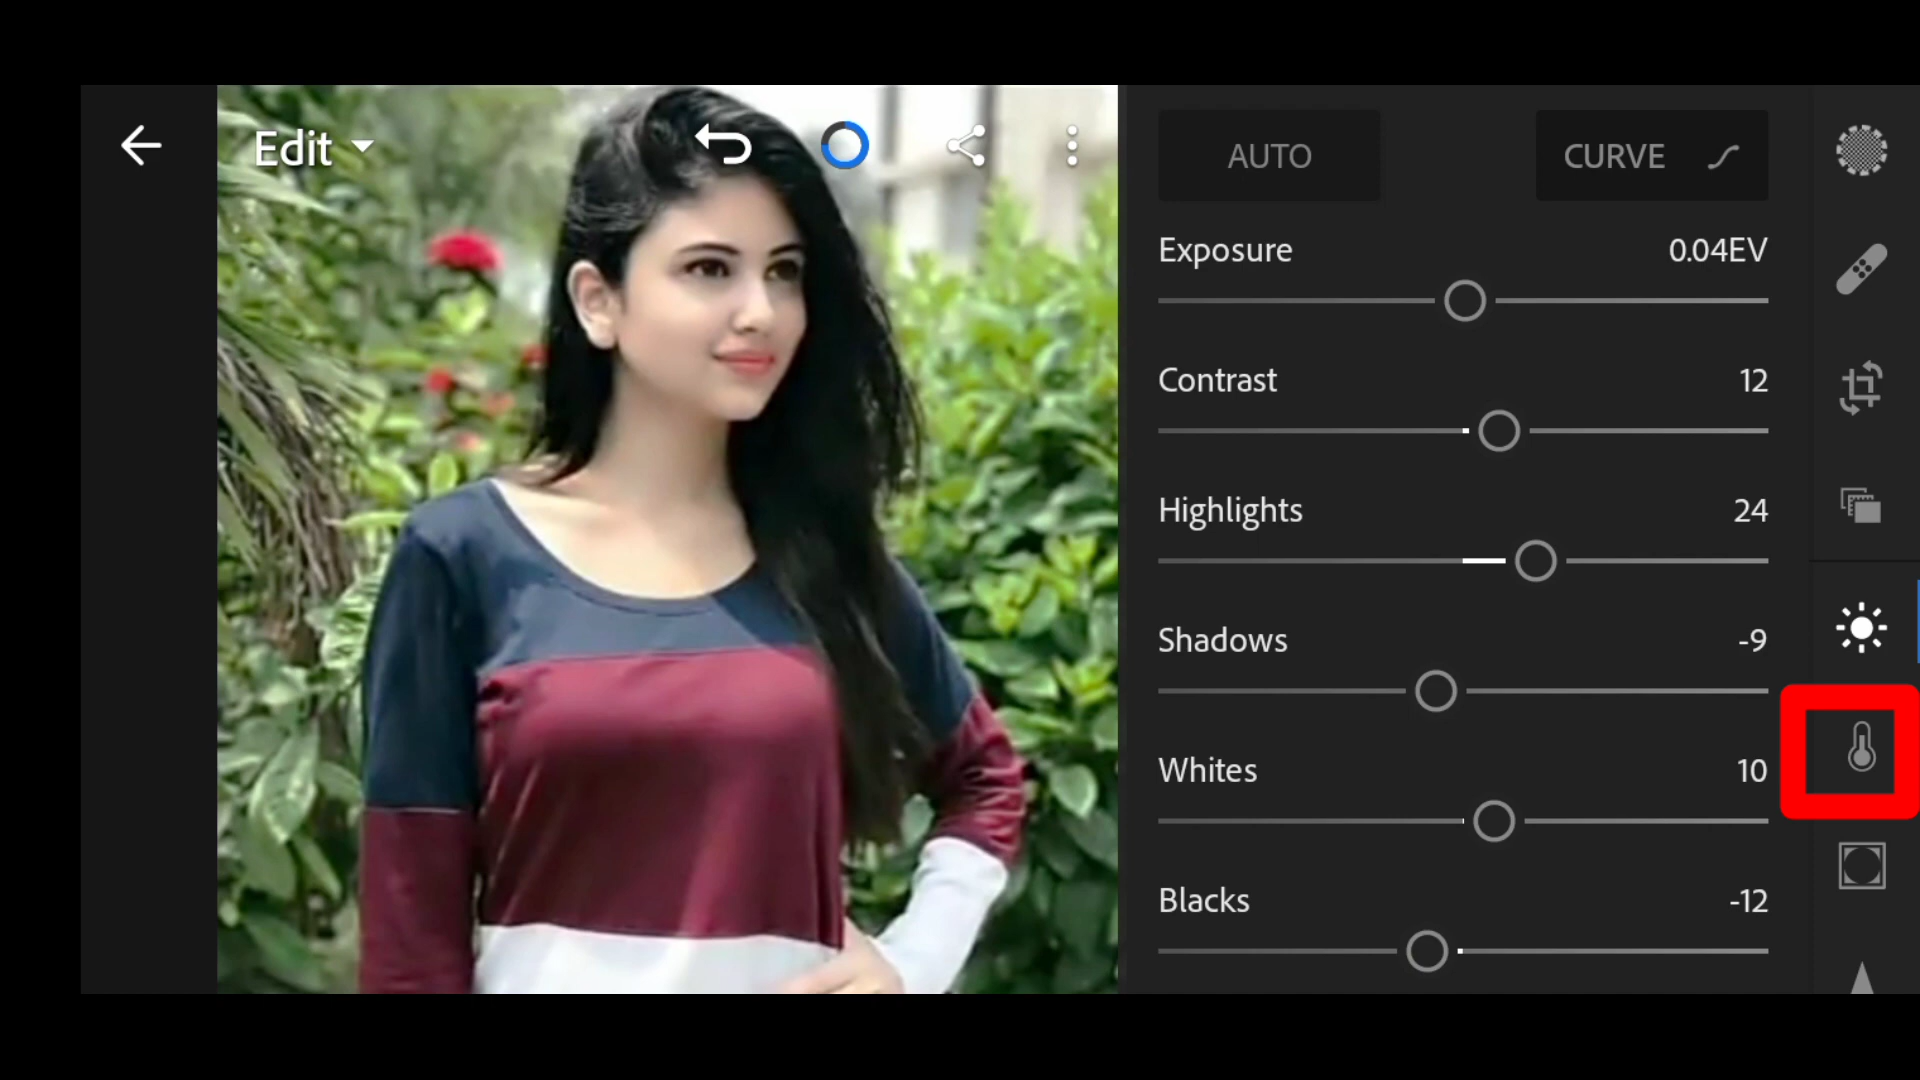 Edit
AUTO
CURVE
Exposure 0.04EV
Contrast 12
Highlights 24
Shadows -9
Whites 10
Blacks -12